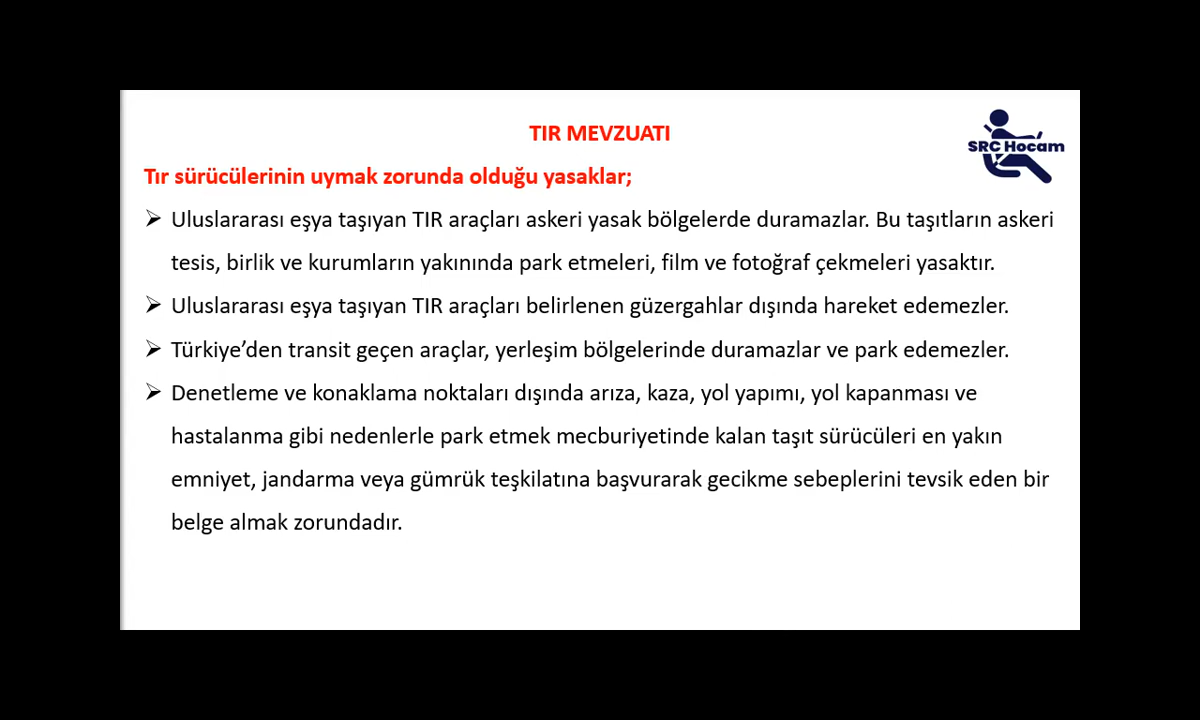 TIR MEVZUATI
SRC Hocam
Tır sürücülerinin uymak zorunda olduğu yasaklar;
➢ Uluslararası eşya taşıyan TIR araçları askeri yasak bölgelerde duramazlar. Bu taşıtların askeri
tesis, birlik ve kurumların yakınında park etmeleri, film ve fotoğraf çekmeleri yasaktır.
➢ Uluslararası eşya taşıyan TIR araçları belirlenen güzergahlar dışında hareket edemezler.
➢ Türkiye’den transit geçen araçlar, yerleşim bölgelerinde duramazlar ve park edemezler.
➢ Denetleme ve konaklama noktaları dışında arıza, kaza, yol yapımı, yol kapanması ve
hastalanma gibi nedenlerle park etmek mecburiyetinde kalan taşıt sürücüleri en yakın
emniyet, jandarma veya gümrük teşkilatına başvurarak gecikme sebeplerini tevsik eden bir
belge almak zorundadır.